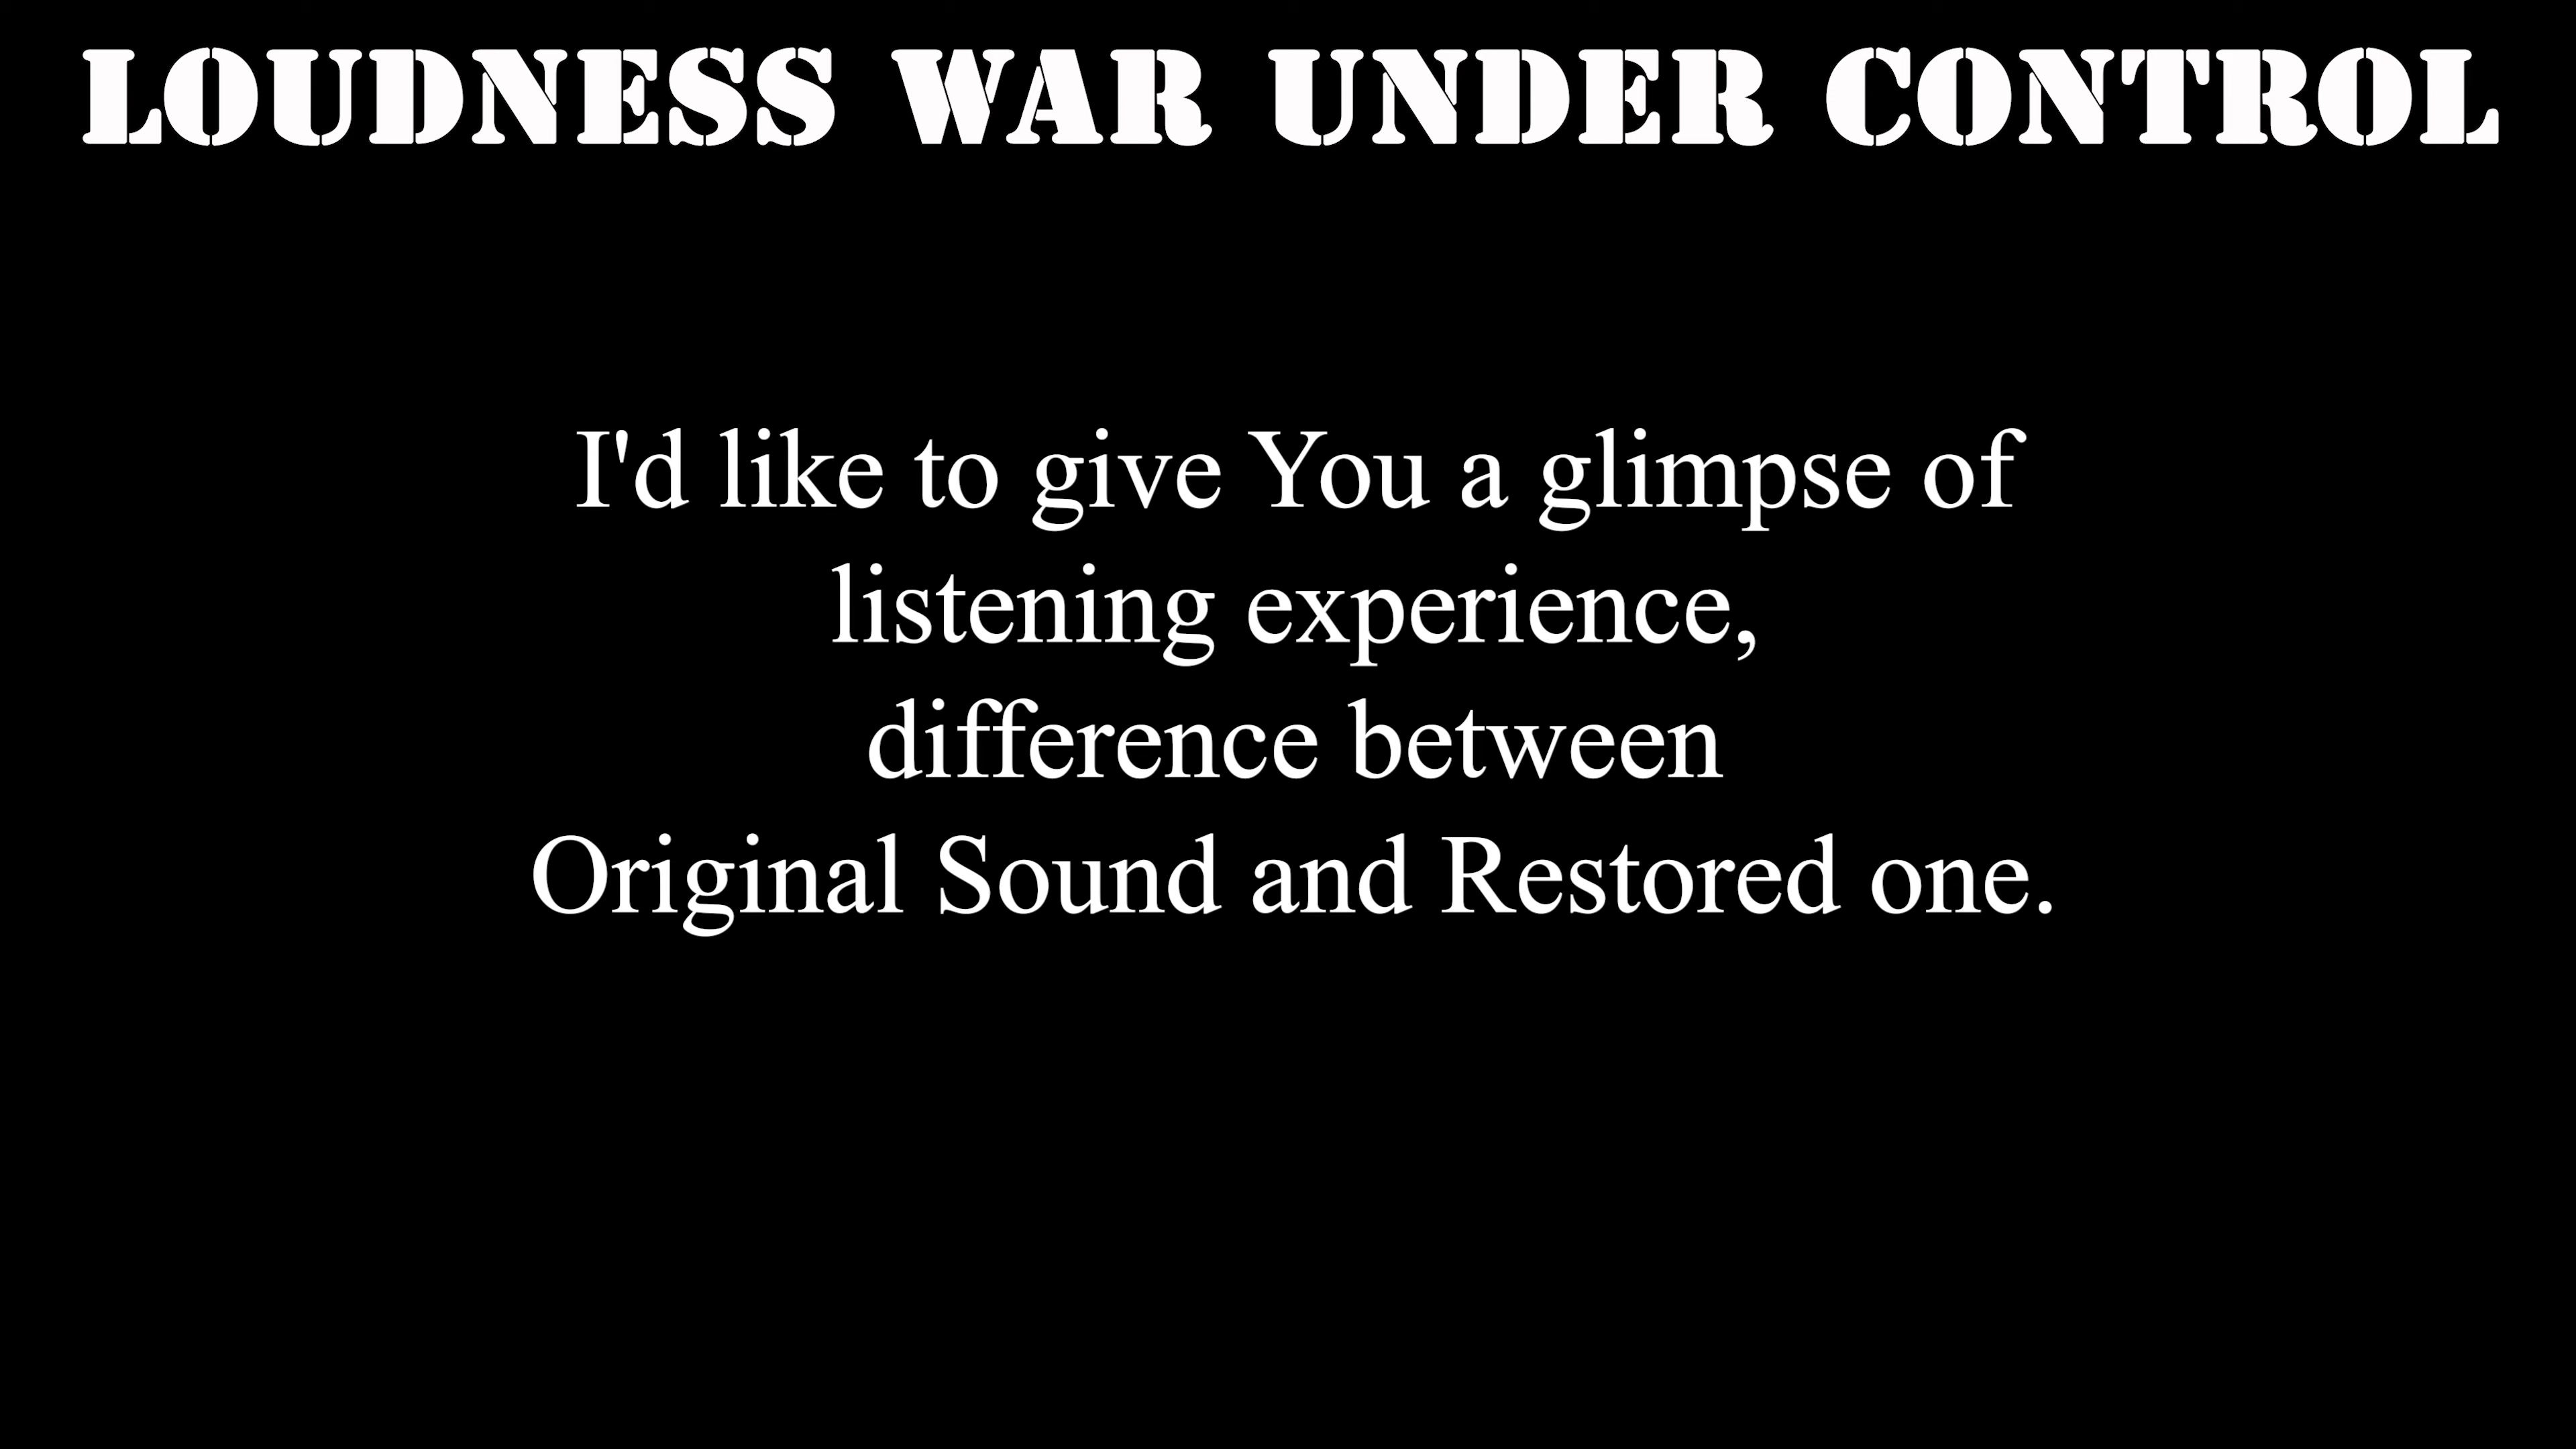 LOUDNESS WAR UNDER CONTROL
I'd like to give You a glimpse of
listening experience,
difference between
Original Sound and Restored one.